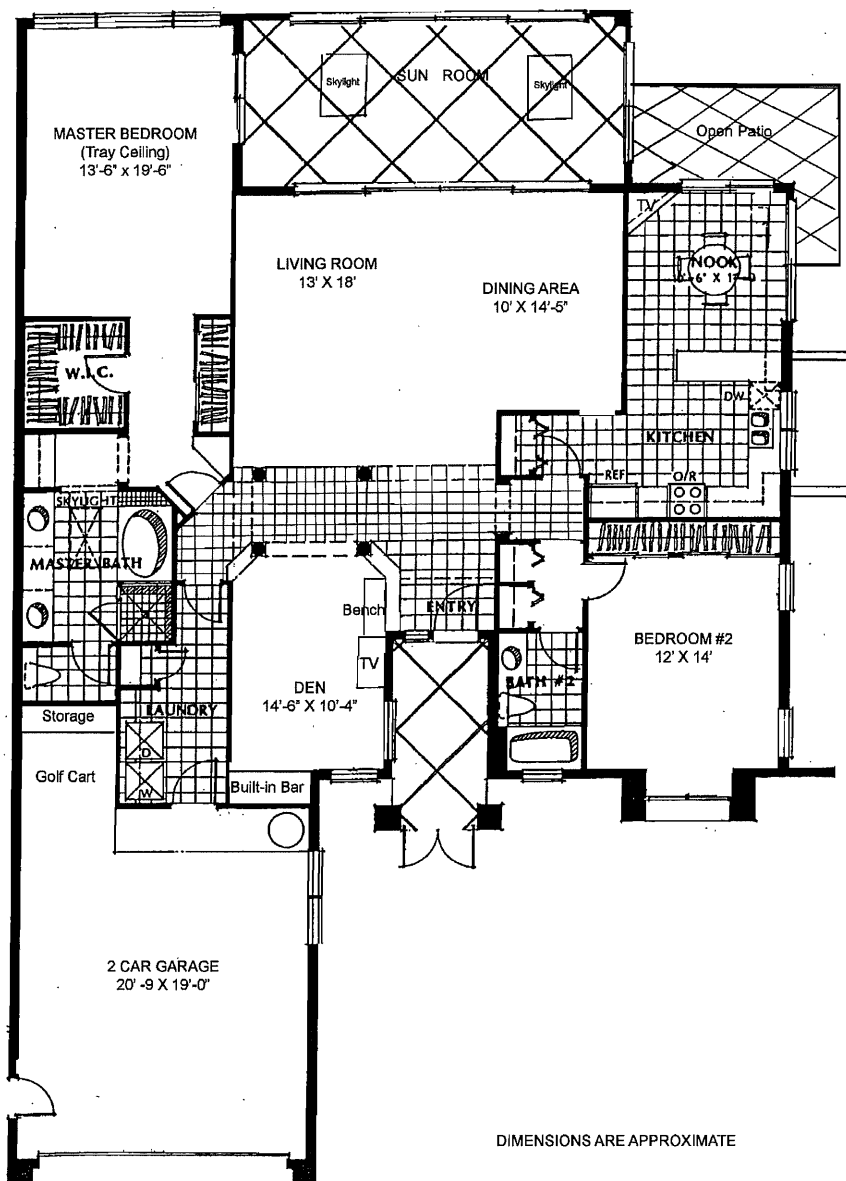 Skylight
SUN ROOM
Skylight
MASTER BEDROOM
(Tray Ceiling)
13'-6" x 19'-6"
Open Patio
TV
LIVING ROOM
13' X 18'
NOOK
DINING AREA
10' X 14'-5"
W.I.C.
DW
KITCHEN
REF
O/R
SKYLIGHT
MASTER BATH
Bench
ENTRY
BEDROOM #2
12' X 14'
TV
BATH #2
DEN
14'-6" X 10'-4"
LAUNDRY
Storage
D
Golf Cart
W
Built-in Bar
2 CAR GARAGE
20' -9 X 19'-0"
DIMENSIONS ARE APPROXIMATE